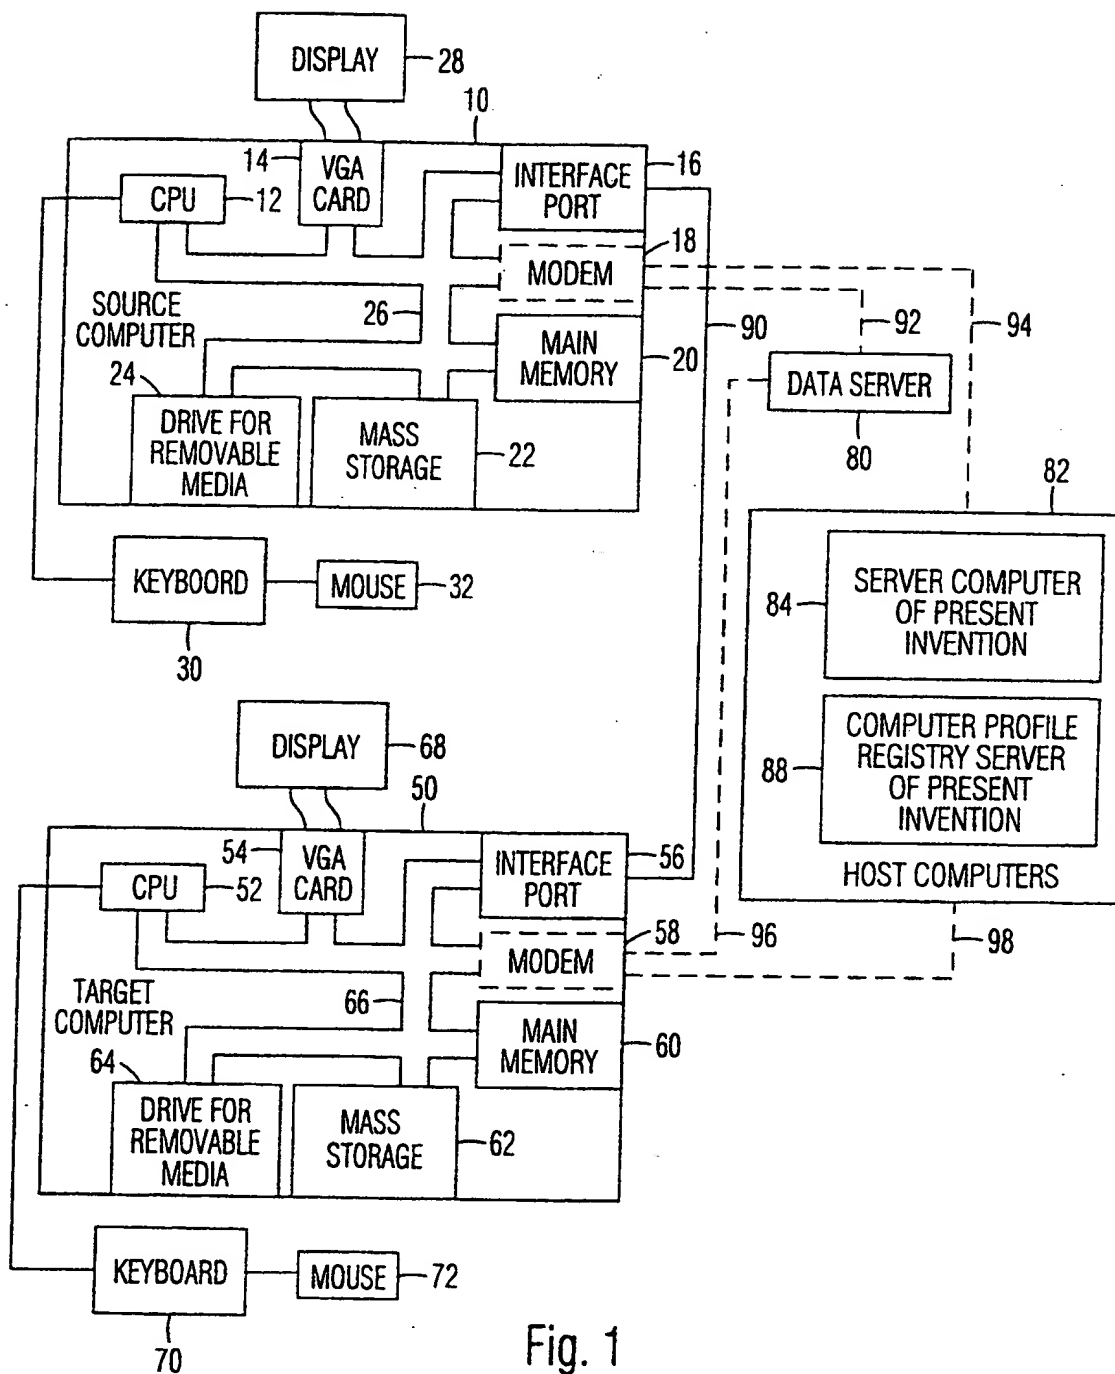 DISPLAY
28
10
14
VGA
CARD
INTERFACE
PORT
16
CPU
12
18
MODEM
SOURCE
COMPUTER
26
92
90
94
MAIN
MEMORY
20
24
DATA SERVER
DRIVE FOR
REMOVABLE
MEDIA
MASS
STORAGE
22
80
82
KEYBOORD
MOUSE
32
30
84
SERVER COMPUTER
OF PRESENT
INVENTION
DISPLAY
68
50
88
COMPUTER PROFILE
REGISTRY SERVER
OF PRESENT
INVENTION
HOST COMPUTERS
54
VGA
CARD
INTERFACE
PORT
56
CPU
52
58
MODEM
96
98
TARGET
COMPUTER
66
MAIN
MEMORY
60
64
DRIVE FOR
REMOVABLE
MEDIA
MASS
STORAGE
62
KEYBOARD
MOUSE
72
70
Fig. 1